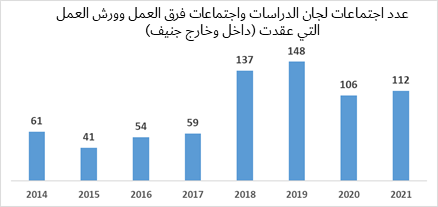 عدد اجتماعات لجان الدراسات واجتماعات فرق العمل وورش العمل
التي عقدت (داخل وخارج جنيف)
148
137
112
106
61
59
54
41
2014 2015 2016 2017 2018 2019 2020 2021